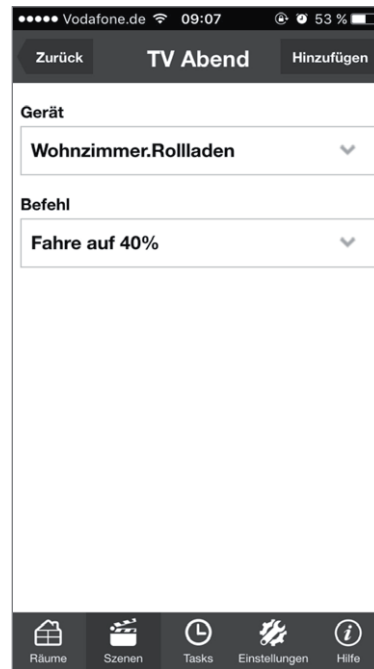 Vodafone.de 09:07 53 %
Zurück TV Abend Hinzufügen
Gerät
Wohnzimmer.Rollladen
Befehl
Fahre auf 40%
Räume Szenen Tasks Einstellungen Hilfe